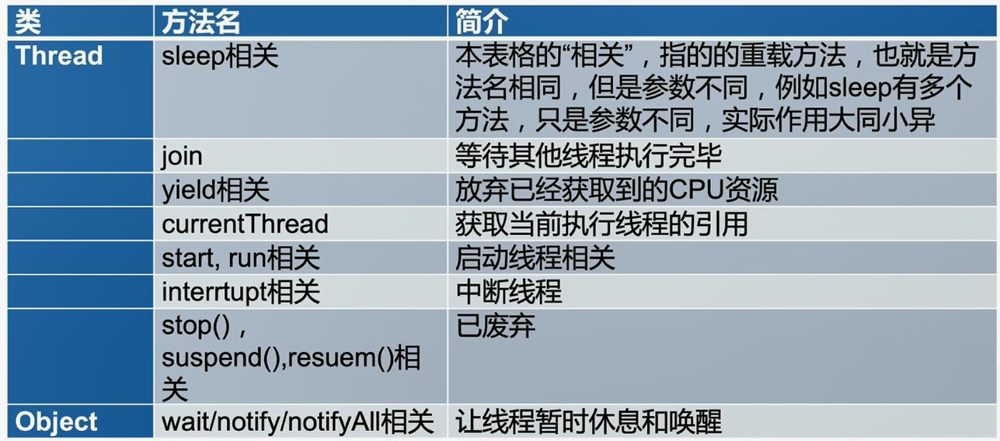 类 方法名 简介
Thread sleep相关 本表格的“相关”，指的的重载方法，也就是方
法名相同，但是参数不同，例如sleep有多个
方法，只是参数不同，实际作用大同小异
join 等待其他线程执行完毕
yield相关 放弃已经获取到的CPU资源
currentThread 获取当前执行线程的引用
start, run相关 启动线程相关
interrtupt相关 中断线程
stop()， 已废弃
suspend(),resuem()相
关
Object wait/notify/notifyAll相关 让线程暂时休息和唤醒